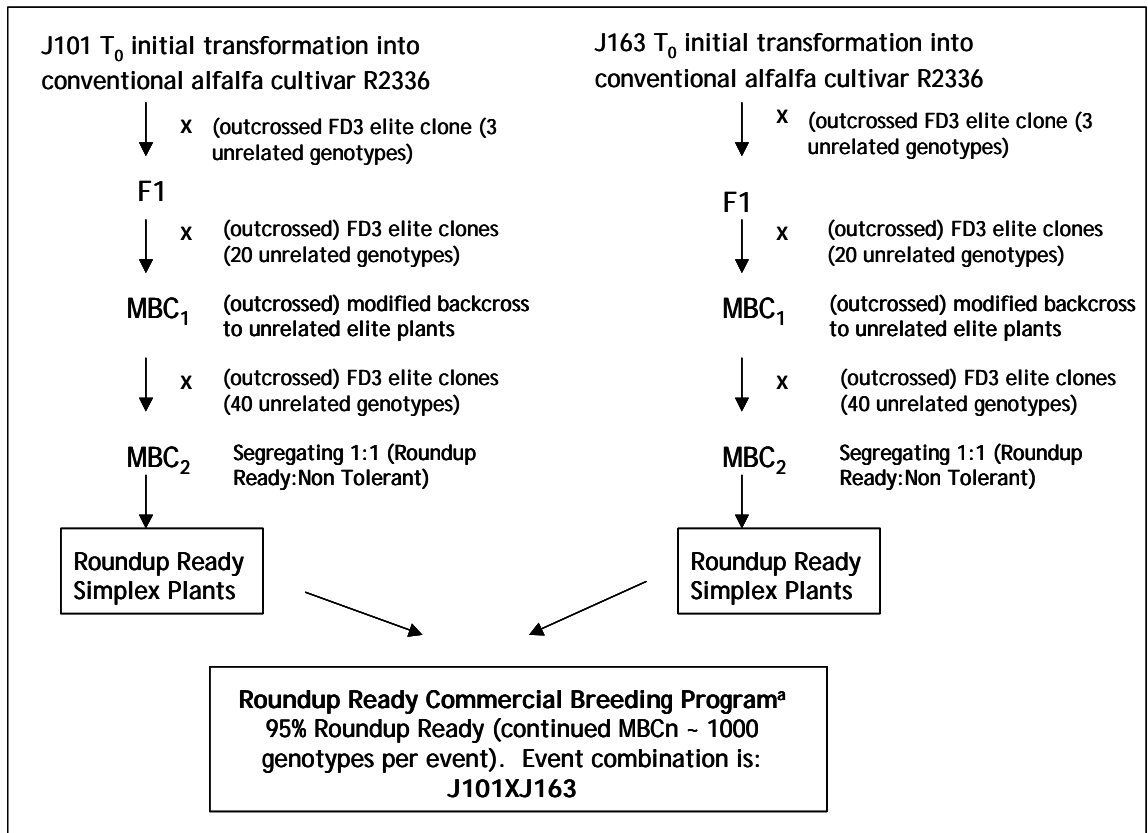 J101 T0 initial transformation into
conventional alfalfa cultivar R2336
x (outcrossed FD3 elite clone (3
unrelated genotypes)
F1
x (outcrossed) FD3 elite clones
(20 unrelated genotypes)
MBC1 (outcrossed) modified backcross
to unrelated elite plants
x (outcrossed) FD3 elite clones
(40 unrelated genotypes)
MBC2 Segregating 1:1 (Roundup
Ready:Non Tolerant)
Roundup Ready
Simplex Plants
J163 T0 initial transformation into
conventional alfalfa cultivar R2336
x (outcrossed FD3 elite clone (3
unrelated genotypes)
F1
x (outcrossed) FD3 elite clones
(20 unrelated genotypes)
MBC1 (outcrossed) modified backcross
to unrelated elite plants
x (outcrossed) FD3 elite clones
(40 unrelated genotypes)
MBC2 Segregating 1:1 (Roundup
Ready:Non Tolerant)
Roundup Ready
Simplex Plants
Roundup Ready Commercial Breeding Programa
95% Roundup Ready (continued MBCn ~ 1000
genotypes per event). Event combination is:
J101XJ163